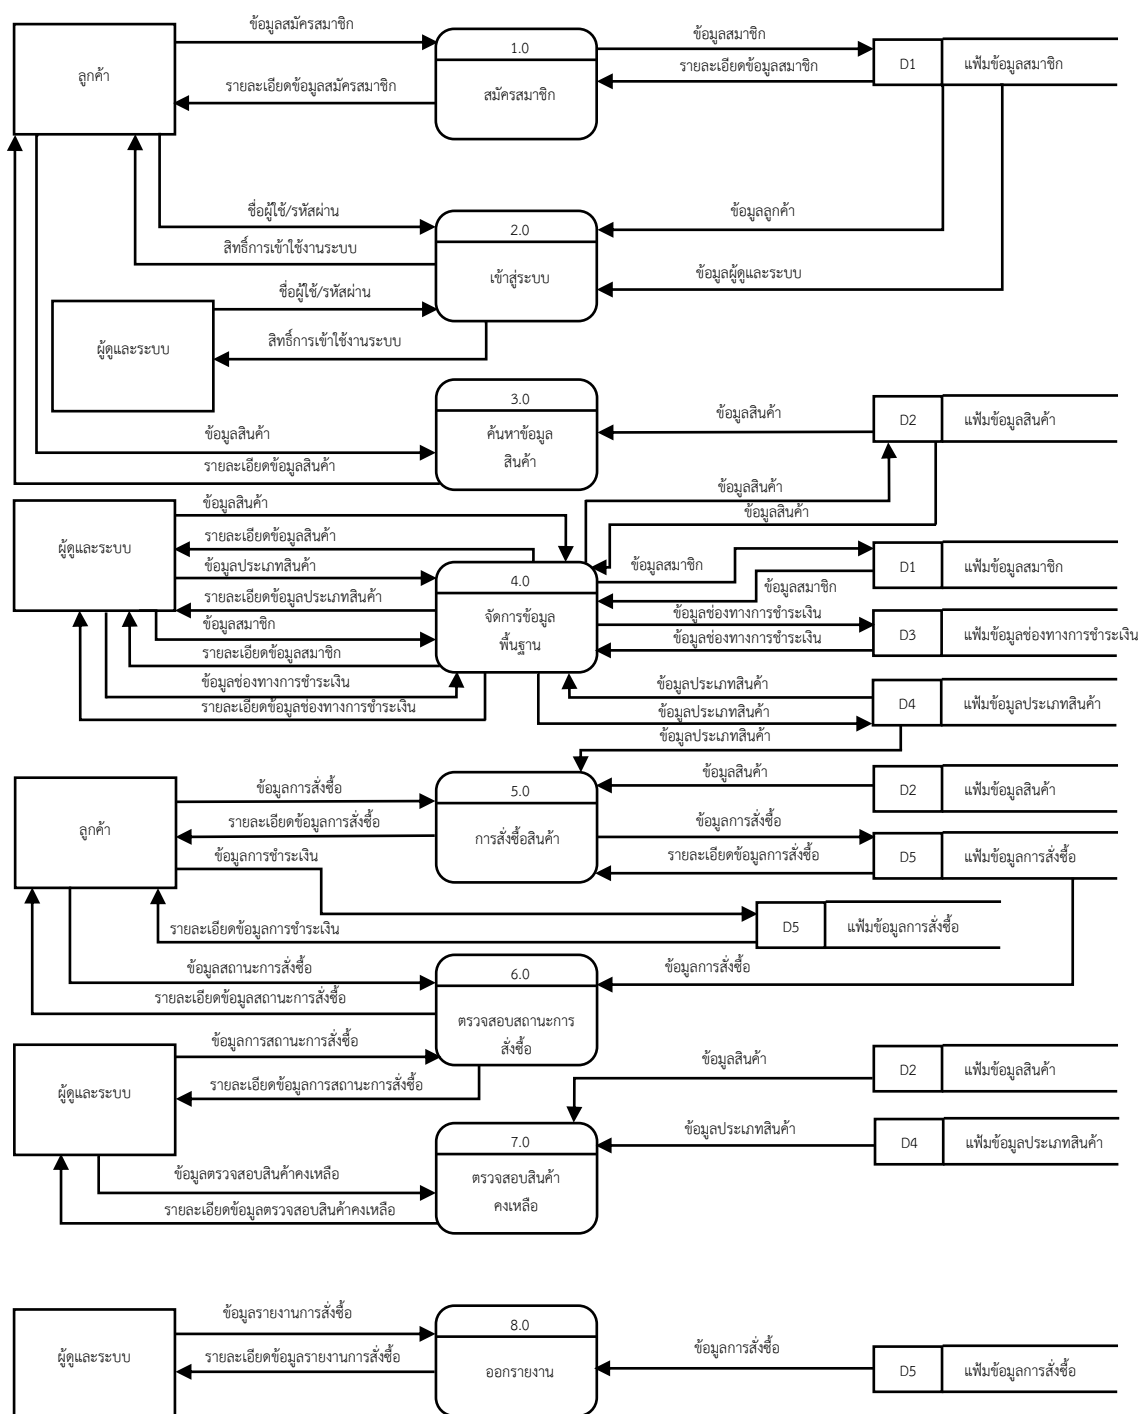 ข้อมูลสมัครสมาชิก
ลูกค้า
รายละเอียดข้อมูลสมัครสมาชิก
1.0
สมัครสมาชิก
ข้อมูลสมาชิก
รายละเอียดข้อมูลสมาชิก
D1
แฟ้มข้อมูลสมาชิก
ชื่อผู้ใช้/รหัสผ่าน
สิทธิ์การเข้าใช้งานระบบ
2.0
เข้าสู่ระบบ
ข้อมูลลูกค้า
ข้อมูลผู้ดูและระบบ
ชื่อผู้ใช้/รหัสผ่าน
สิทธิ์การเข้าใช้งานระบบ
ผู้ดูและระบบ
3.0
ค้นหาข้อมูล
สินค้า
ข้อมูลสินค้า
D2
แฟ้มข้อมูลสินค้า
ข้อมูลสินค้า
รายละเอียดข้อมูลสินค้า
ข้อมูลสินค้า
ข้อมูลสินค้า
ข้อมูลสินค้า
รายละเอียดข้อมูลสินค้า
ผู้ดูและระบบ
ข้อมูลประเภทสินค้า
รายละเอียดข้อมูลประเภทสินค้า
ข้อมูลสมาชิก
รายละเอียดข้อมูลสมาชิก
ข้อมูลช่องทางการชำระเงิน
รายละเอียดข้อมูลช่องทางการชำระเงิน
4.0
จัดการข้อมูล
พื้นฐาน
ข้อมูลสมาชิก
ข้อมูลสมาชิก
D1
แฟ้มข้อมูลสมาชิก
ข้อมูลช่องทางการชำระเงิน
ข้อมูลช่องทางการชำระเงิน
D3
แฟ้มข้อมูลช่องทางการชำระเงิน
ข้อมูลประเภทสินค้า
ข้อมูลประเภทสินค้า
D4
แฟ้มข้อมูลประเภทสินค้า
ข้อมูลประเภทสินค้า
ข้อมูลการสั่งซื้อ
รายละเอียดข้อมูลการสั่งซื้อ
ลูกค้า
ข้อมูลการชำระเงิน
5.0
การสั่งซื้อสินค้า
ข้อมูลสินค้า
D2
แฟ้มข้อมูลสินค้า
ข้อมูลการสั่งซื้อ
รายละเอียดข้อมูลการสั่งซื้อ
D5
แฟ้มข้อมูลการสั่งซื้อ
รายละเอียดข้อมูลการชำระเงิน
D5
แฟ้มข้อมูลการสั่งซื้อ
ข้อมูลสถานะการสั่งซื้อ
รายละเอียดข้อมูลสถานะการสั่งซื้อ
6.0
ตรวจสอบสถานะการ
สั่งซื้อ
ข้อมูลการสั่งซื้อ
ข้อมูลการสถานะการสั่งซื้อ
รายละเอียดข้อมูลการสถานะการสั่งซื้อ
ผู้ดูและระบบ
ข้อมูลสินค้า
D2
แฟ้มข้อมูลสินค้า
7.0
ตรวจสอบสินค้า
คงเหลือ
ข้อมูลประเภทสินค้า
D4
แฟ้มข้อมูลประเภทสินค้า
ข้อมูลตรวจสอบสินค้าคงเหลือ
รายละเอียดข้อมูลตรวจสอบสินค้าคงเหลือ
ข้อมูลรายงานการสั่งซื้อ
ผู้ดูและระบบ
รายละเอียดข้อมูลรายงานการสั่งซื้อ
8.0
ออกรายงาน
ข้อมูลการสั่งซื้อ
D5
แฟ้มข้อมูลการสั่งซื้อ